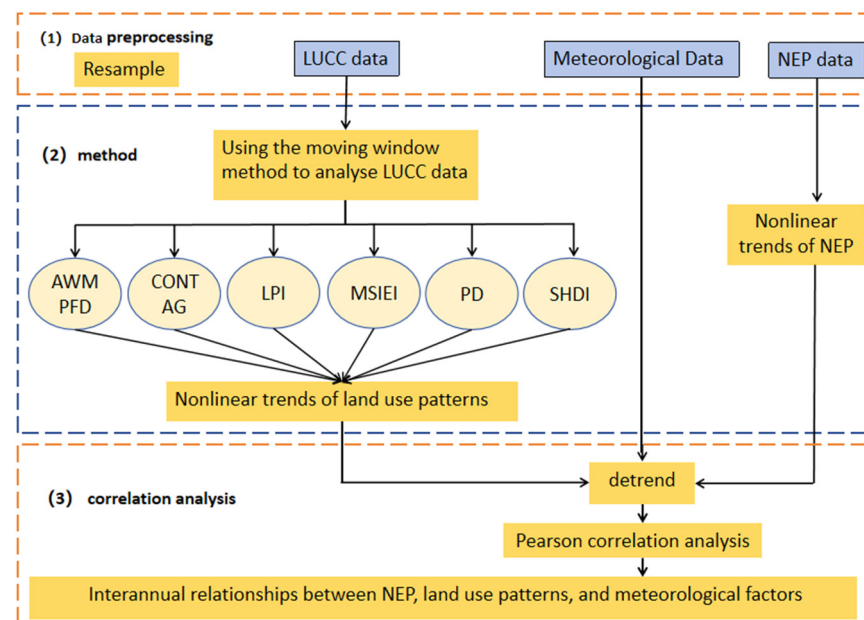 (1) Data preprocessing
Resample
LUCC data
Meteorological Data
NEP data
(2) method
Using the moving window
method to analyse LUCC data
Nonlinear
trends of NEP
AWM
PFD
CONT
AG
LPI
MSIEI
PD
SHDI
Nonlinear trends of land use patterns
(3) correlation analysis
detrend
Pearson correlation analysis
Interannual relationships between NEP, land use patterns, and meteorological factors